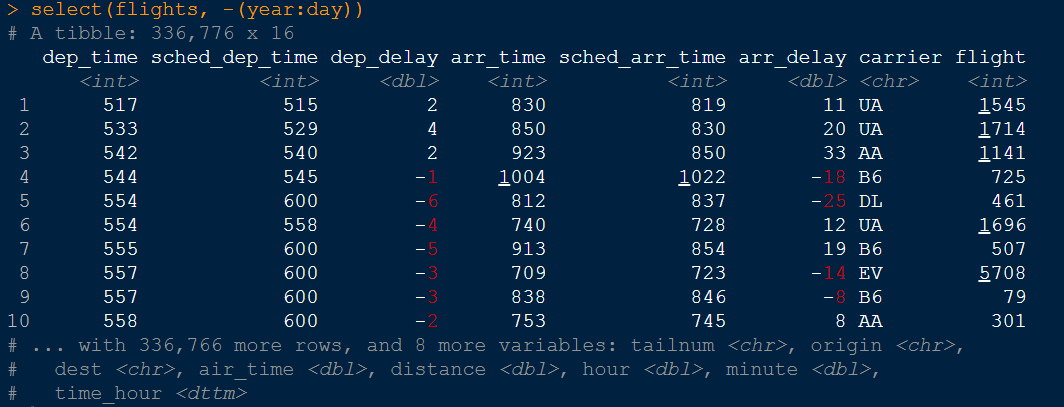 > select(flights, -(year:day))
# A tibble: 336,776 x 16
   dep_time sched_dep_time dep_delay arr_time sched_arr_time arr_delay carrier flight
      <int>          <int>     <dbl>    <int>          <int>     <dbl> <chr>    <int>
 1      517            515         2      830            819        11 UA        1545
 2      533            529         4      850            830        20 UA        1714
 3      542            540         2      923            850        33 AA        1141
 4      544            545        -1     1004           1022       -18 B6         725
 5      554            600        -6      812            837       -25 DL         461
 6      554            558        -4      740            728        12 UA        1696
 7      555            600        -5      913            854        19 B6         507
 8      557            600        -3      709            723       -14 EV        5708
 9      557            600        -3      838            846        -8 B6          79
10      558            600        -2      753            745         8 AA         301
# ... with 336,766 more rows, and 8 more variables: tailnum <chr>, origin <chr>,
#   dest <chr>, air_time <dbl>, distance <dbl>, hour <dbl>, minute <dbl>,
#   time_hour <dttm>